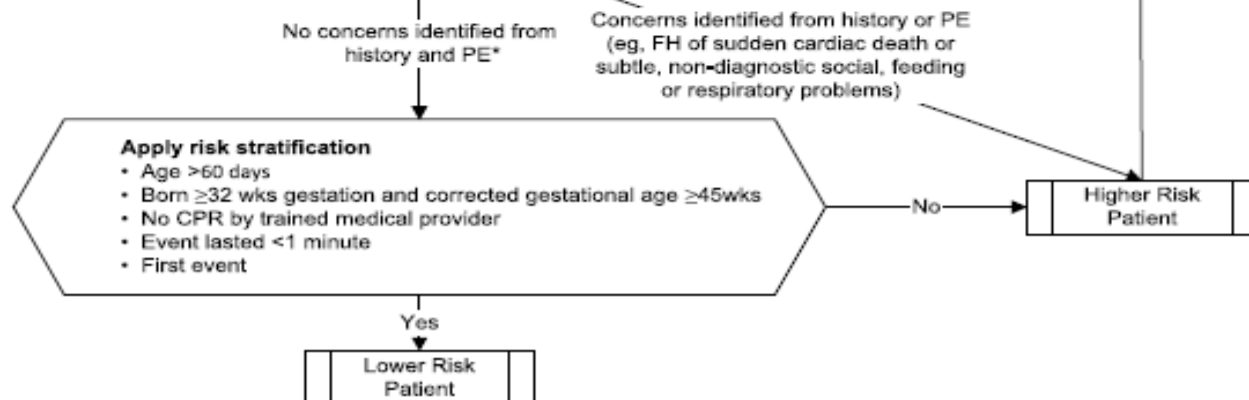 No concerns identified from
history and PE*
Concerns identified from history or PE
(eg, FH of sudden cardiac death or
subtle, non-diagnostic social, feeding
or respiratory problems)
Apply risk stratification
• Age >60 days
• Born ≥32 wks gestation and corrected gestational age ≥45wks
• No CPR by trained medical provider
• Event lasted <1 minute
• First event
No
Higher Risk
Patient
Yes
Lower Risk
Patient